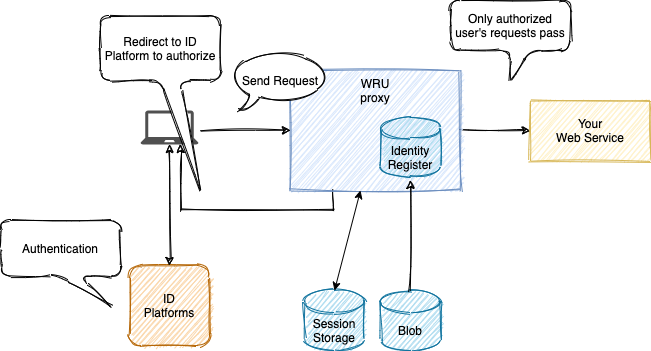 Redirect to ID
Platform to authorize
Send Request
WRU
proxy
Identity
Register
Only authorized
user's requests pass
Your
Web Service
Authentication
ID
Platforms
Session
Storage
Blob